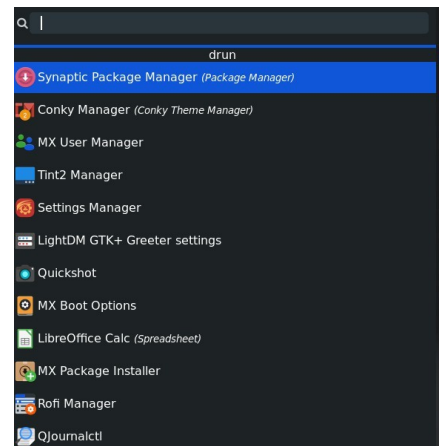 drun
Synaptic Package Manager (Package Manager)
Conky Manager (Conky Theme Manager)
MX User Manager
Tint2 Manager
Settings Manager
LightDM GTK+ Greeter settings
Quickshot
MX Boot Options
LibreOffice Calc (Spreadsheet)
MX Package Installer
Rofi Manager
QJournalctl